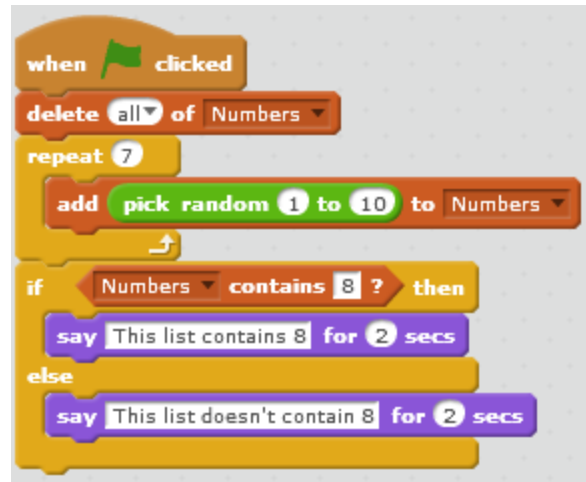 when clicked
delete all of Numbers
repeat 7
add pick random 1 to 10 to Numbers
if Numbers contains 8 ? then
say This list contains 8 for 2 secs
else
say This list doesn't contain 8 for 2 secs